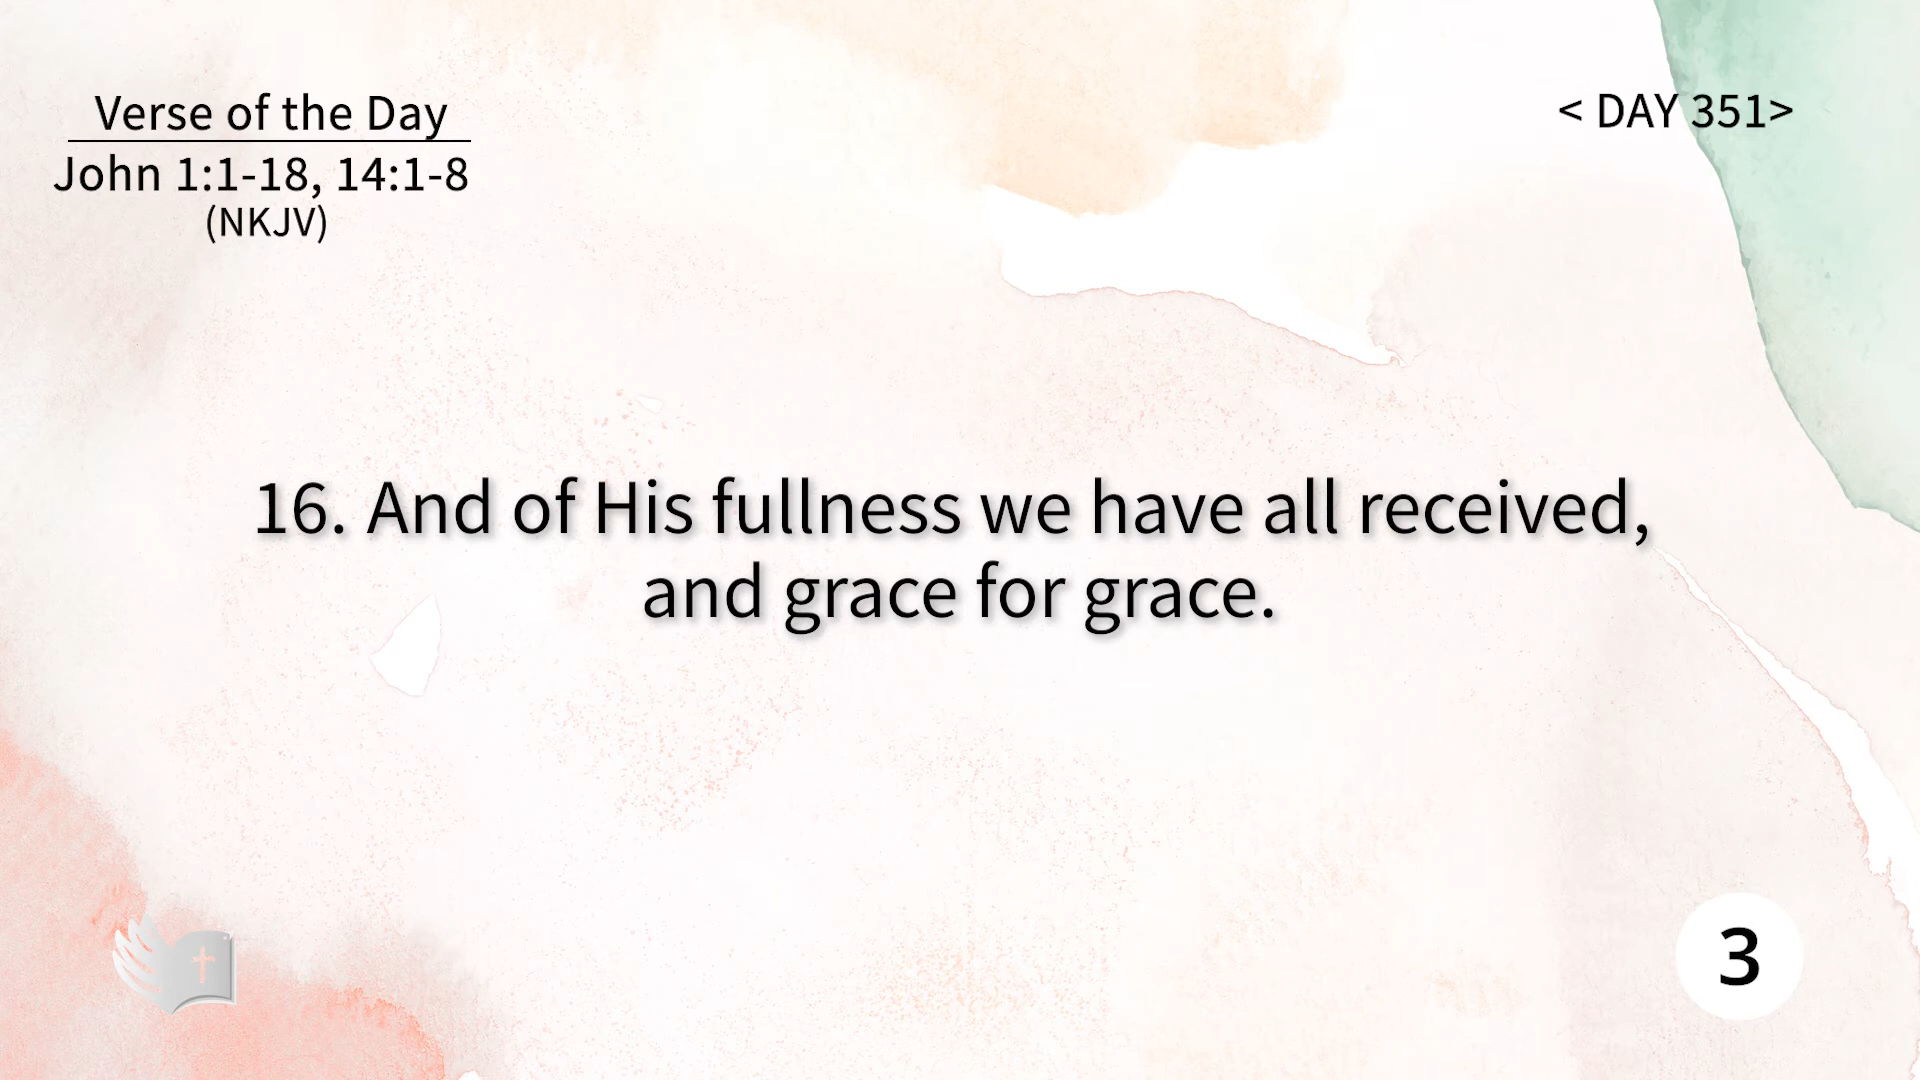 Verse of the Day
John 1:1-18, 14:1-8
(NKJV)
< DAY 351>
16. And of His fullness we have all received,
and grace for grace.
3